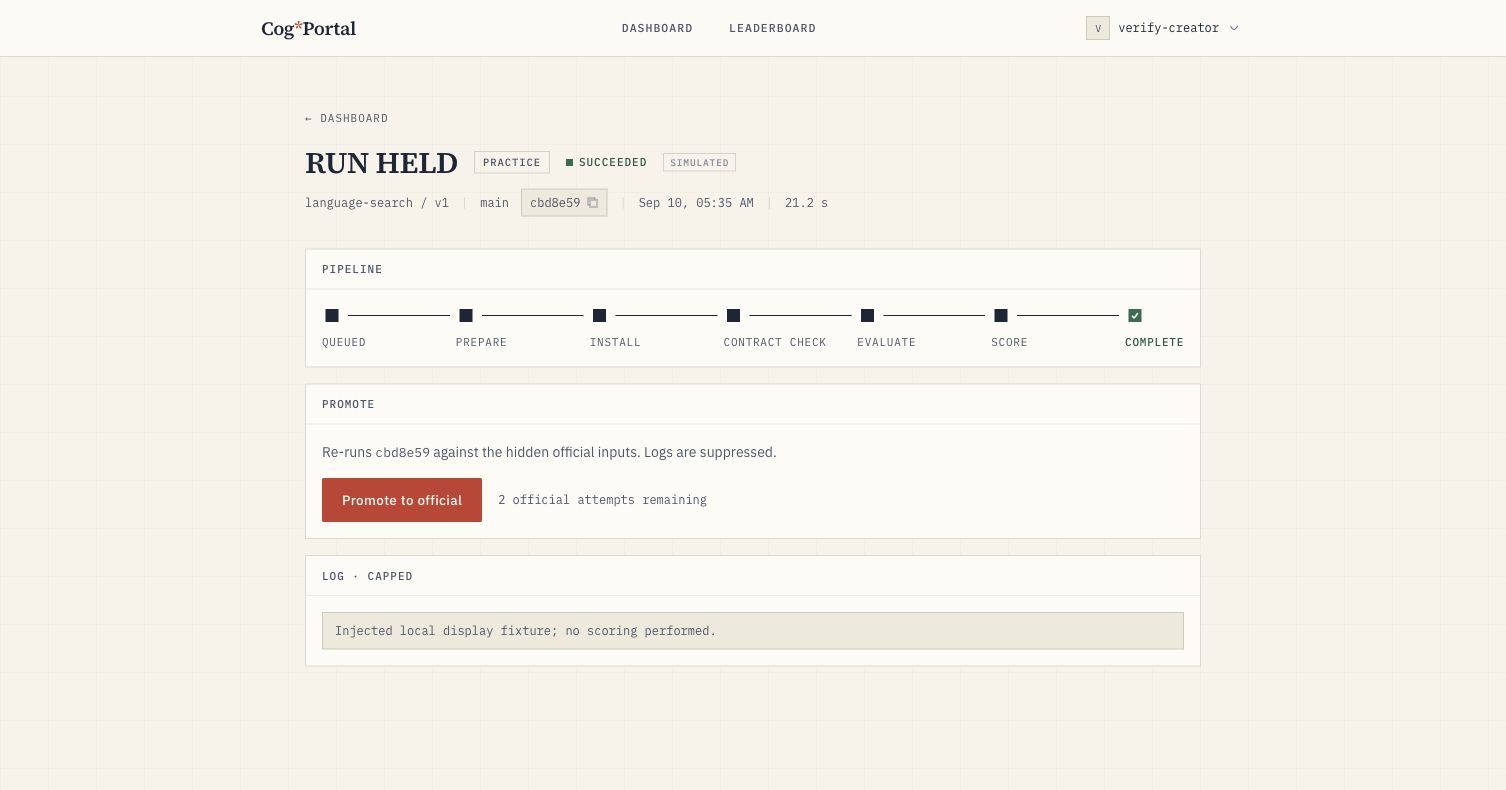 Cog*Portal DASHBOARD LEADERBOARD V verify-creator
← DASHBOARD
RUN HELD PRACTICE SUCCEEDED SIMULATED
language-search / v1 | main cbd8e59 | Sep 10, 05:35 AM | 21.2 s
PIPELINE
QUEUED PREPARE INSTALL CONTRACT CHECK EVALUATE SCORE COMPLETE
PROMOTE
Re-runs cbd8e59 against the hidden official inputs. Logs are suppressed.
Promote to official 2 official attempts remaining
LOG · CAPPED
Injected local display fixture; no scoring performed.